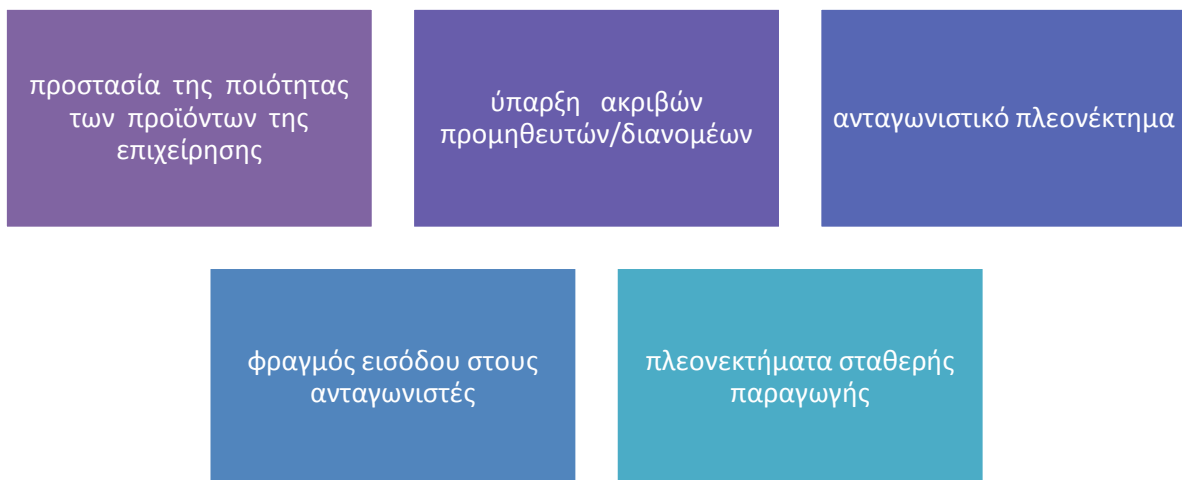 προστασία της ποιότητας
των προϊόντων της
επιχείρησης
ύπαρξη ακριβών
προμηθευτών/διανομέων
ανταγωνιστικό πλεονέκτημα
φραγμός εισόδου στους
ανταγωνιστές
πλεονεκτήματα σταθερής
παραγωγής